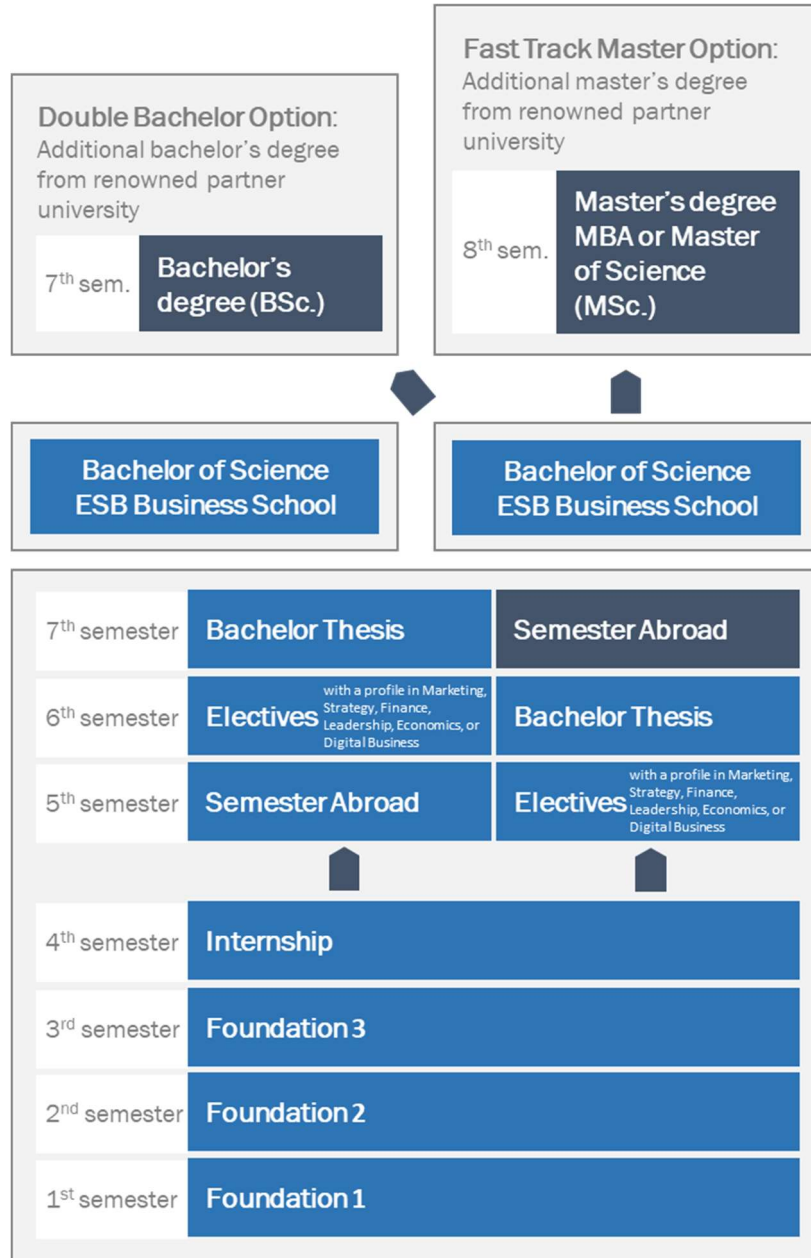 Double Bachelor Option:
Additional bachelor's degree
from renowned partner
university
7th sem.
Bachelor's
degree (BSc.)
Fast Track Master Option:
Additional master's degree
from renowned partner
university
8th sem.
Master's degree
MBA or Master
of Science
(MSc.)
Bachelor of Science
ESB Business School
Bachelor of Science
ESB Business School
7th semester
Bachelor Thesis
Semester Abroad
6th semester
Electives
with a profile in Marketing,
Strategy, Finance,
Leadership, Economics, or
Digital Business
Bachelor Thesis
5th semester
Semester Abroad
Electives
with a profile in Marketing,
Strategy, Finance,
Leadership, Economics, or
Digital Business
4th semester
Internship
3rd semester
Foundation 3
2nd semester
Foundation 2
1st semester
Foundation 1